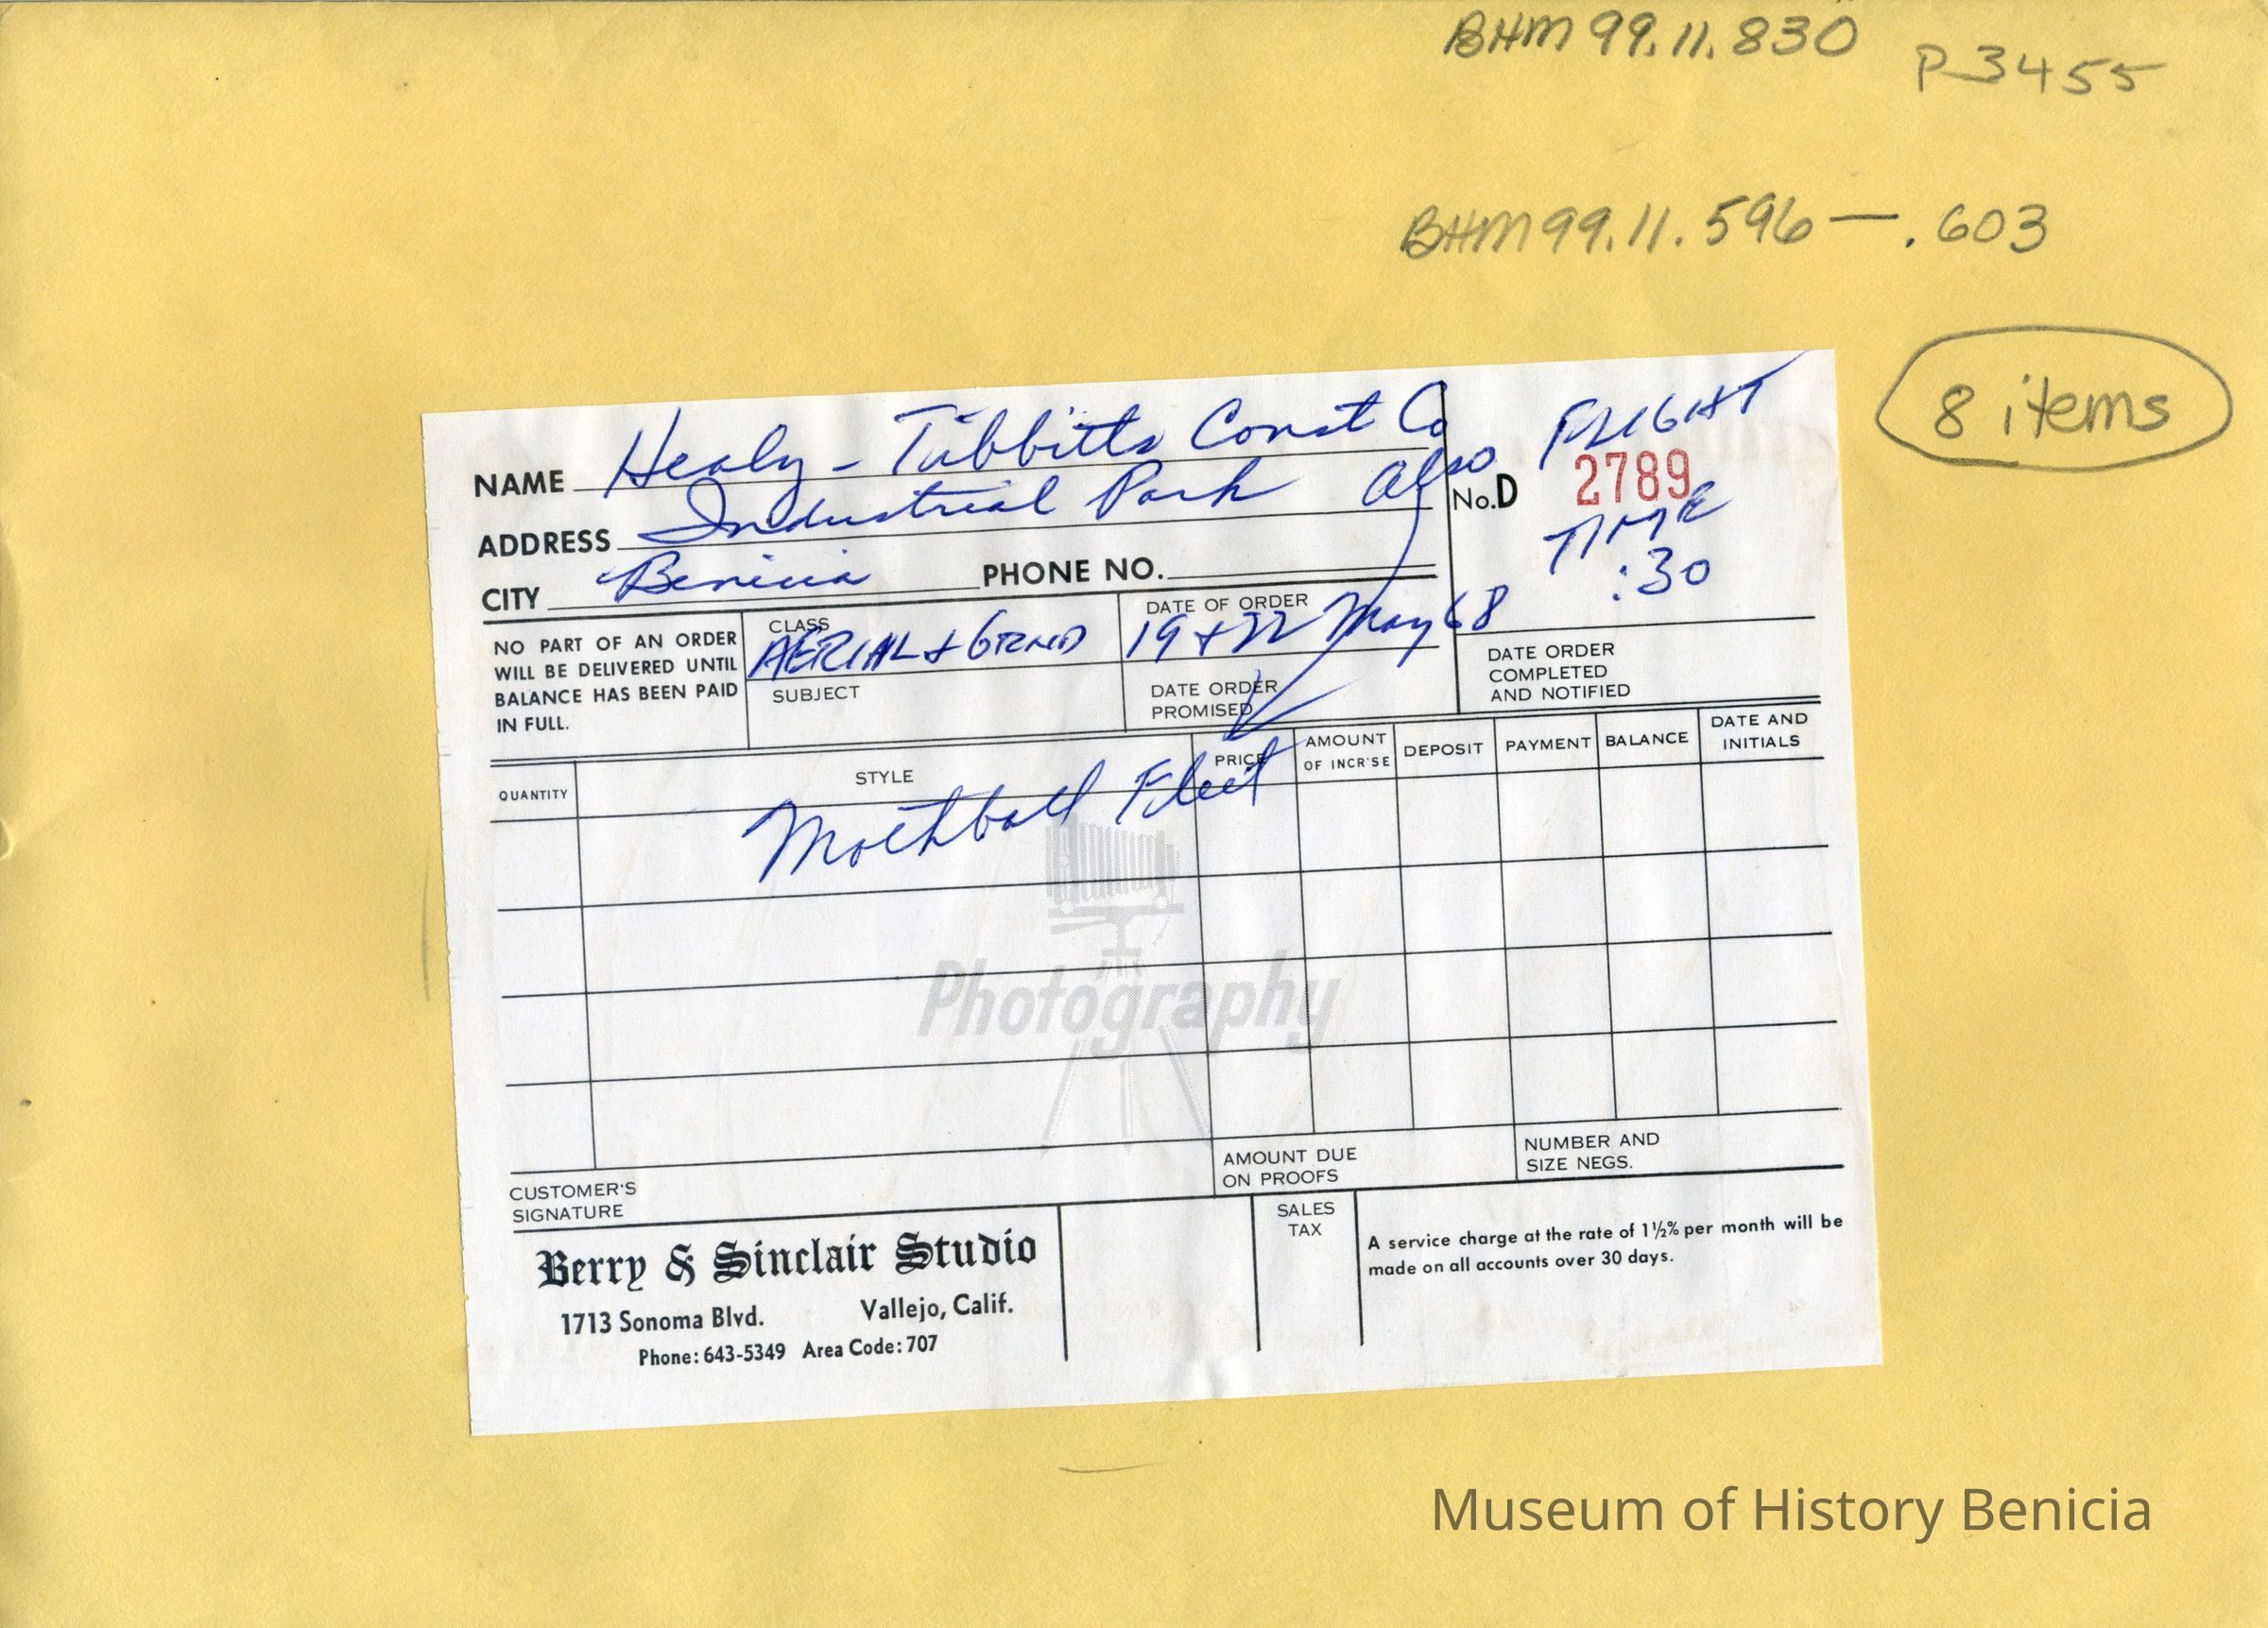 BHM 99.11.830
P 3455
BHM 99.11.596 — .603
8 items
NAME Healy - Tibbitts Const Co
ADDRESS Industrial Park Also
CITY Benicia PHONE NO.
FLIGHT
No.D 2789
TIME
:30
NO PART OF AN ORDER
WILL BE DELIVERED UNTIL
BALANCE HAS BEEN PAID
IN FULL.
CLASS
AERIAL & GRND
SUBJECT
DATE OF ORDER
19 + 22 May 68
DATE ORDER
PROMISED
DATE ORDER
COMPLETED
AND NOTIFIED
QUANTITY
STYLE
PRICE
AMOUNT
OF INCR'SE
DEPOSIT
PAYMENT
BALANCE
DATE AND
INITIALS
Mothball Fleet
Photography
CUSTOMER'S
SIGNATURE
AMOUNT DUE
ON PROOFS
NUMBER AND
SIZE NEGS.
Berry & Sinclair Studio
1713 Sonoma Blvd. Vallejo, Calif.
Phone: 643-5349 Area Code: 707
SALES
TAX
A service charge at the rate of 1½% per month will be
made on all accounts over 30 days.
Museum of History Benicia